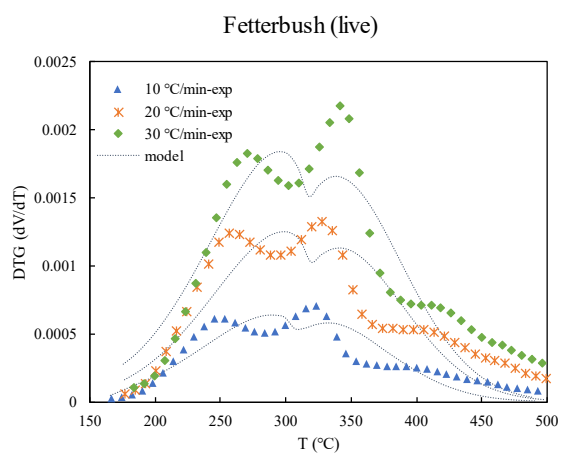 Fetterbush (live)
0.0025
0.002
0.0015
0.001
0.0005
0
DTG (dV/dT)
10 °C/min-exp
20 °C/min-exp
30 °C/min-exp
model
150 200 250 300 350 400 450 500
T (°C)